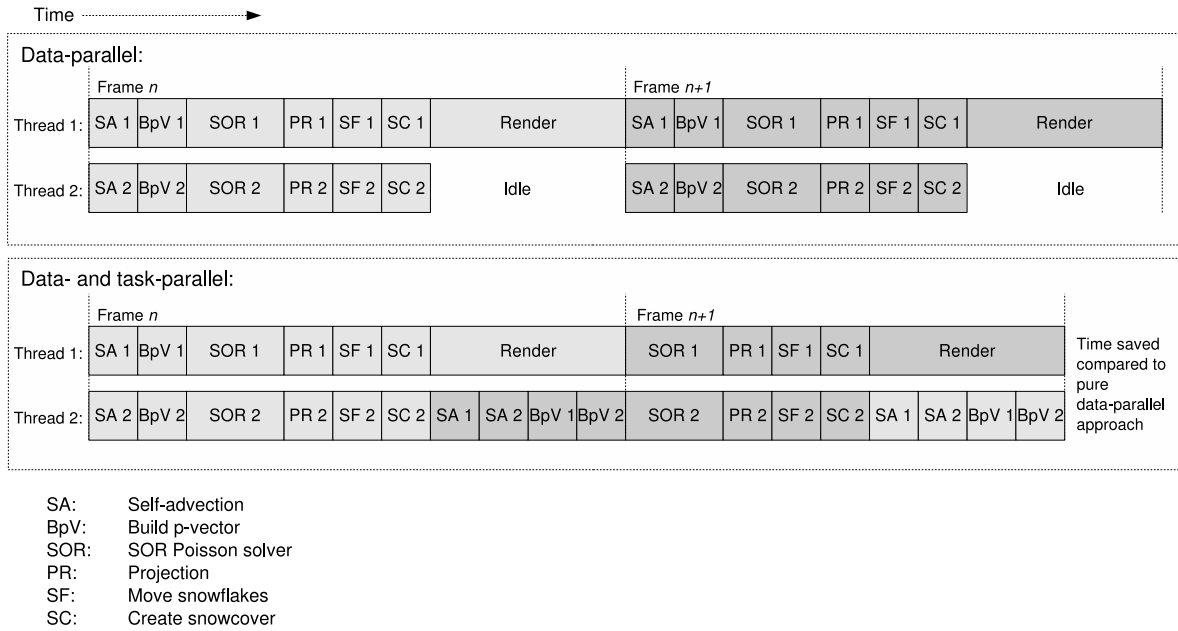 Time
Data-parallel:
Frame n
Frame n+1
Thread 1: SA 1 BpV 1 SOR 1 PR 1 SF 1 SC 1 Render SA 1 BpV 1 SOR 1 PR 1 SF 1 SC 1 Render
Thread 2: SA 2 BpV 2 SOR 2 PR 2 SF 2 SC 2 Idle SA 2 BpV 2 SOR 2 PR 2 SF 2 SC 2 Idle
Data- and task-parallel:
Frame n
Frame n+1
Thread 1: SA 1 BpV 1 SOR 1 PR 1 SF 1 SC 1 Render SOR 1 PR 1 SF 1 SC 1 Render
Thread 2: SA 2 BpV 2 SOR 2 PR 2 SF 2 SC 2 SA 1 SA 2 BpV 1 BpV 2 SOR 2 PR 2 SF 2 SC 2 SA 1 SA 2 BpV 1 BpV 2
Time saved
compared to
pure
data-parallel
approach
SA: Self-advection
BpV: Build p-vector
SOR: SOR Poisson solver
PR: Projection
SF: Move snowflakes
SC: Create snowcover